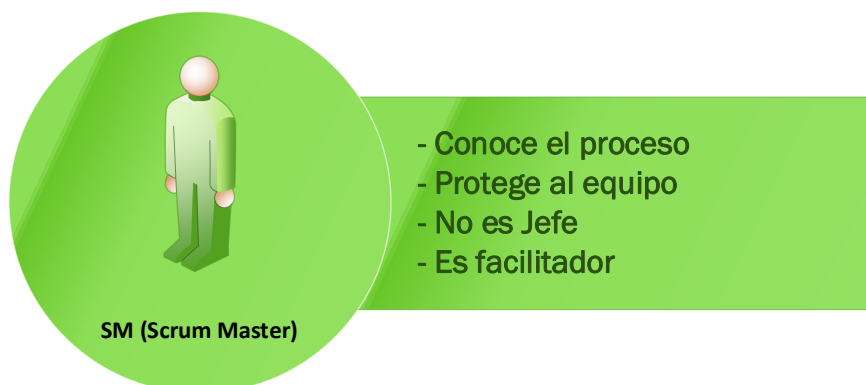 - Conoce el proceso
- Protege al equipo
- No es Jefe
- Es facilitador
SM (Scrum Master)